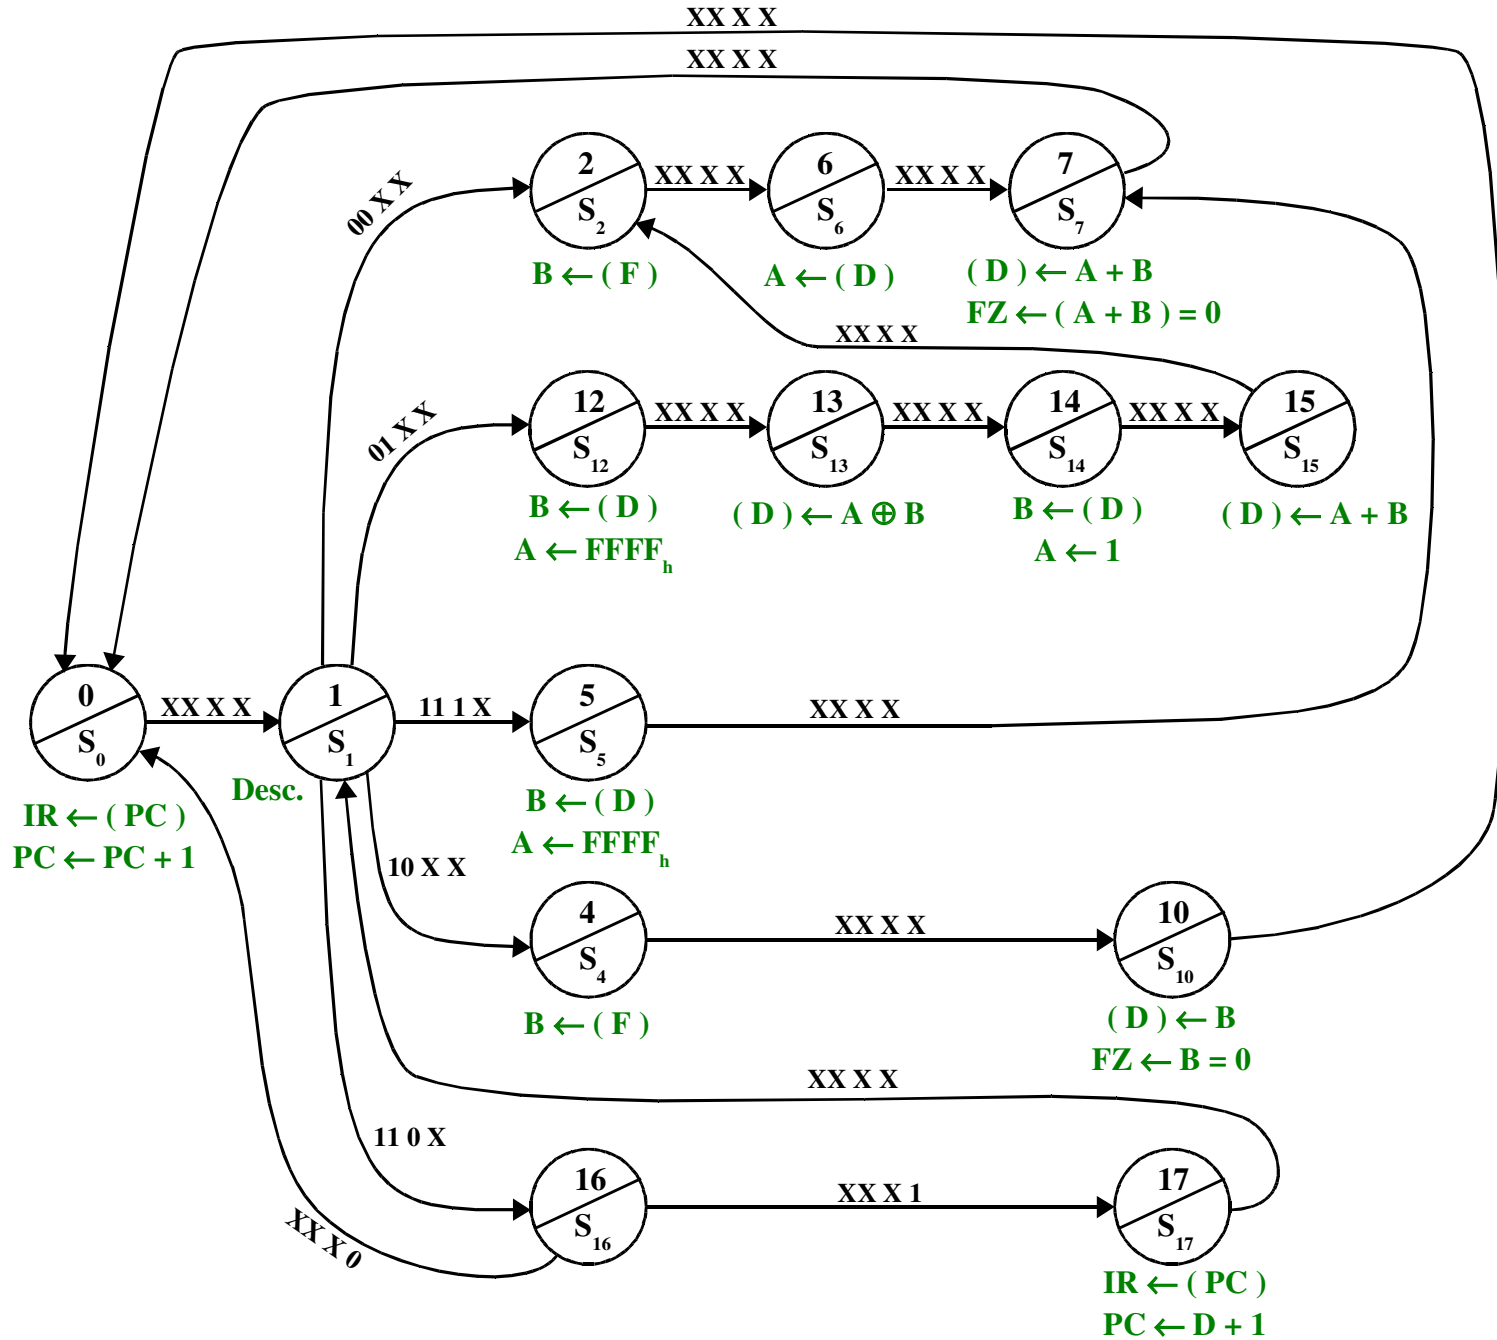 XX X X
XX X X
00 X X
2
S2
XX X X
6
S6
XX X X
7
S7
B ← ( F )
A ← ( D )
( D ) ← A + B
FZ ← ( A + B ) = 0
XX X X
01 X X
12
S12
XX X X
13
S13
XX X X
14
S14
XX X X
15
S15
B ← ( D )
A ← FFFFh
( D ) ← A ⊕ B
B ← ( D )
A ← 1
( D ) ← A + B
0
S0
XX X X
1
S1
11 1 X
5
S5
XX X X
Desc.
IR ← ( PC )
PC ← PC + 1
B ← ( D )
A ← FFFFh
10 X X
4
S4
XX X X
10
S10
B ← ( F )
( D ) ← B
FZ ← B = 0
XX X X
11 0 X
16
S16
XX X 1
17
S17
XX X 0
IR ← ( PC )
PC ← D + 1